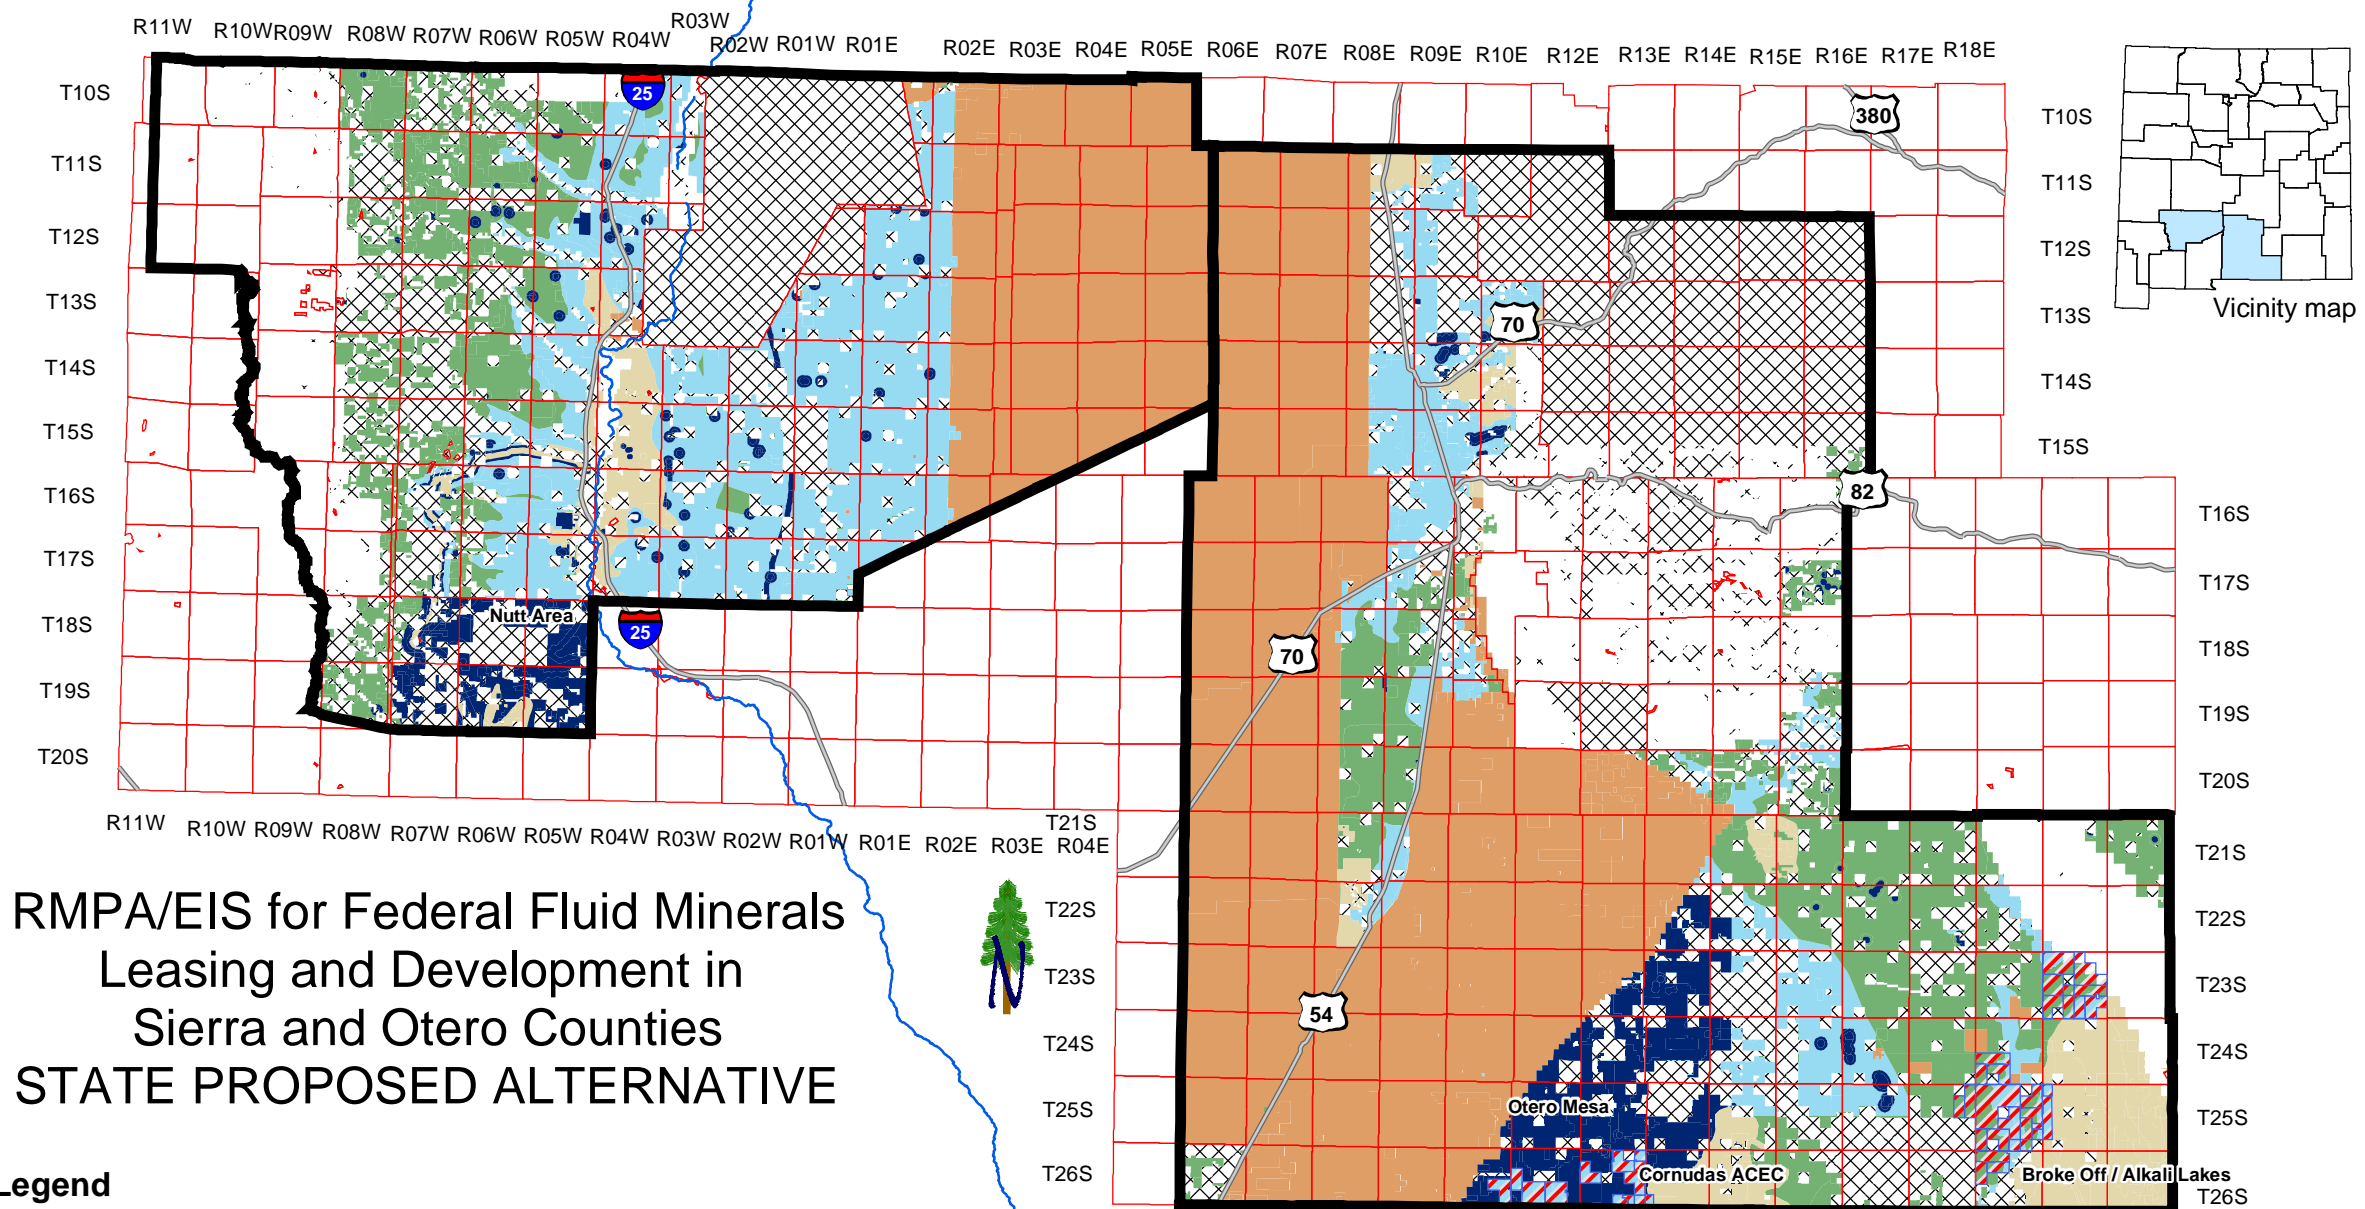 R11W R10W R09W R08W R07W R06W R05W R04W R03W R02W R01W R01E R02E R03E R04E R05E R06E R07E R08E R09E R10E R12E R13E R14E R15E R16E R17E R18E
T10S
T11S
T12S
T13S
T14S
T15S
T16S
T17S
T18S
T19S
T20S
25
380
70
82
Nutt Area
25
70
54
Otero Mesa
Cornudas ACEC
Broke Off / Alkali Lakes
T10S
T11S
T12S
T13S
T14S
T15S
T16S
T17S
T18S
T19S
T20S
T21S
T22S
T23S
T24S
T25S
T26S
Vicinity map
R11W R10W R09W R08W R07W R06W R05W R04W R03W R02W R01W R01E R02E R03E R04E
T21S
T22S
T23S
T24S
T25S
T26S
N
RMPA/EIS for Federal Fluid Minerals
Leasing and Development in
Sierra and Otero Counties
STATE PROPOSED ALTERNATIVE
Legend